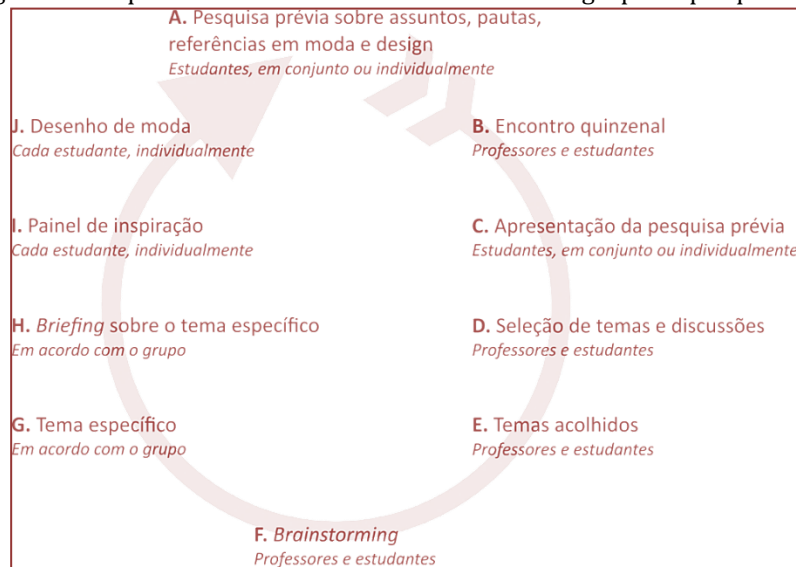 A. Pesquisa prévia sobre assuntos, pautas,
referências em moda e design
Estudantes, em conjunto ou individualmente
J. Desenho de moda
Cada estudante, individualmente
B. Encontro quinzenal
Professores e estudantes
I. Painel de inspiração
Cada estudante, individualmente
C. Apresentação da pesquisa prévia
Estudantes, em conjunto ou individualmente
H. Briefing sobre o tema específico
Em acordo com o grupo
D. Seleção de temas e discussões
Professores e estudantes
G. Tema específico
Em acordo com o grupo
E. Temas acolhidos
Professores e estudantes
F. Brainstorming
Professores e estudantes